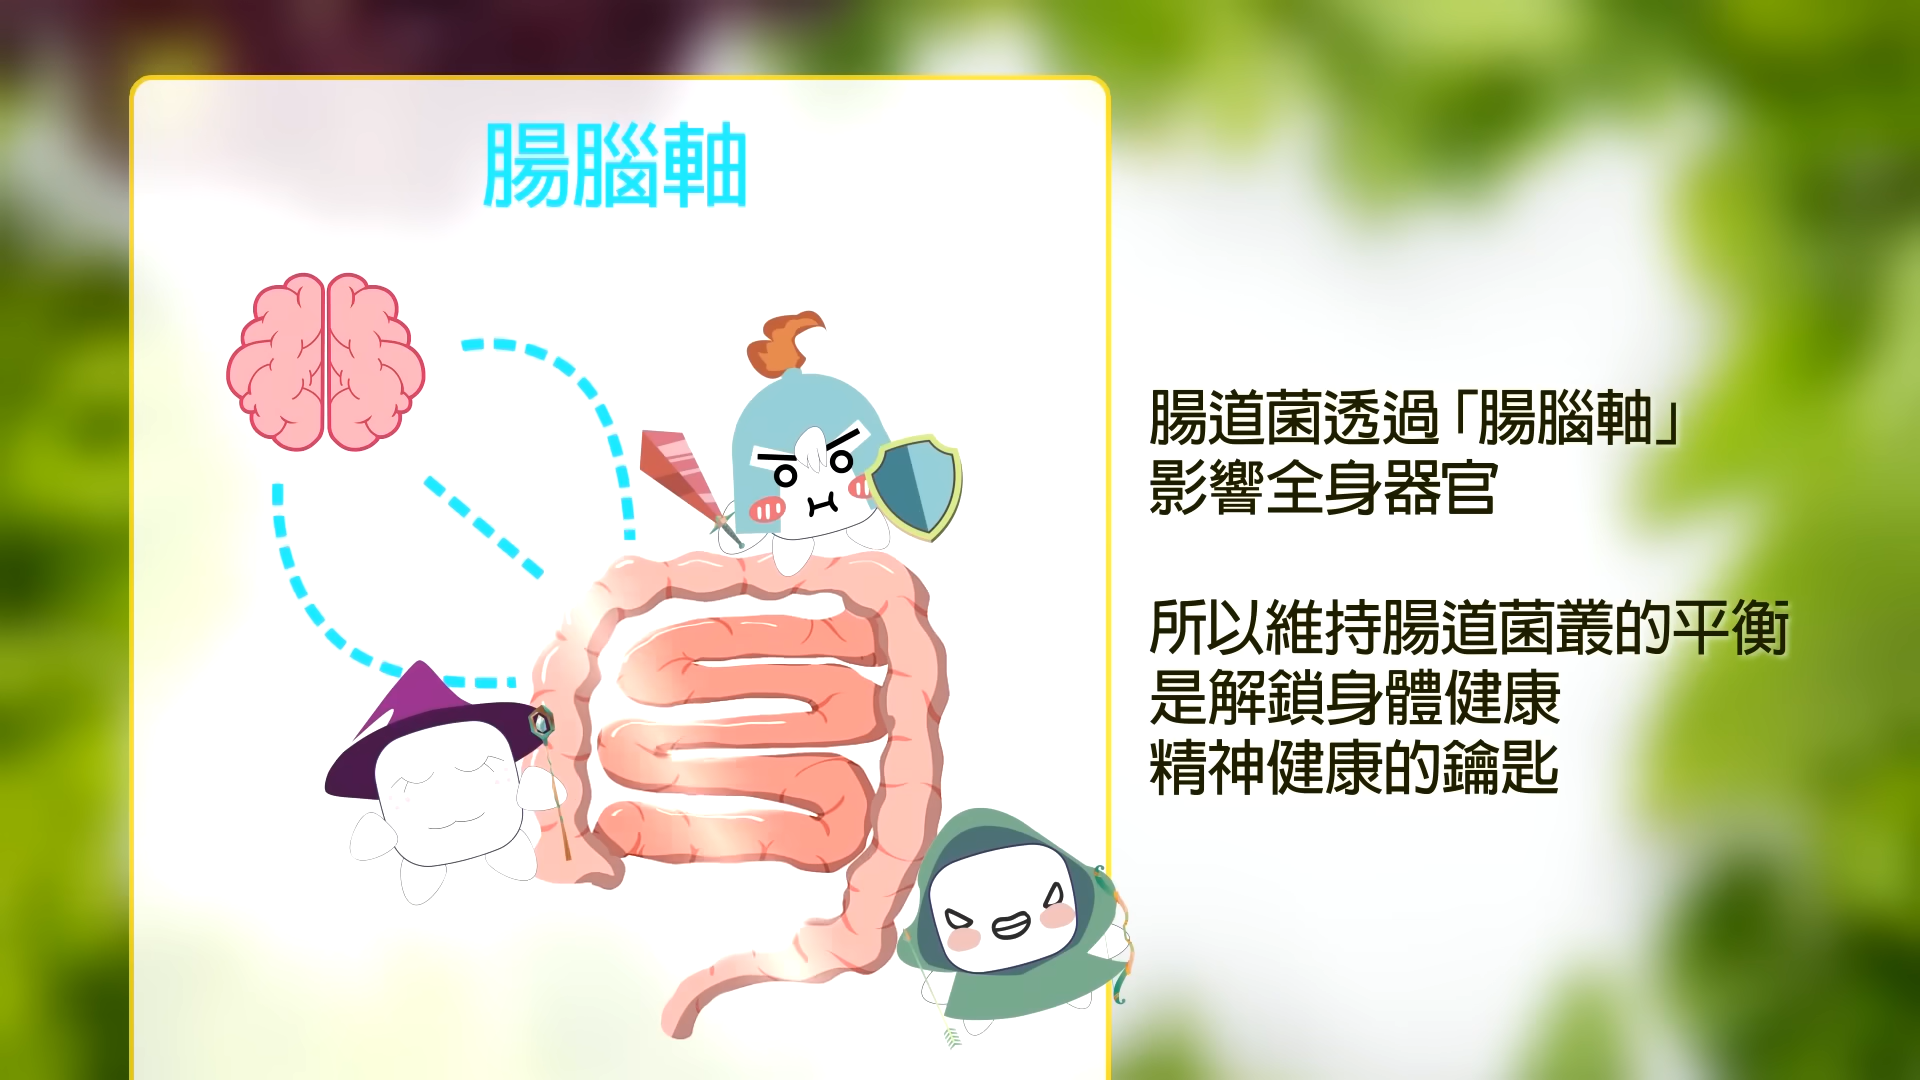 腸腦軸
腸道菌透過「腸腦軸」
影響全身器官
所以維持腸道菌叢的平衡
是解鎖身體健康
精神健康的鑰匙